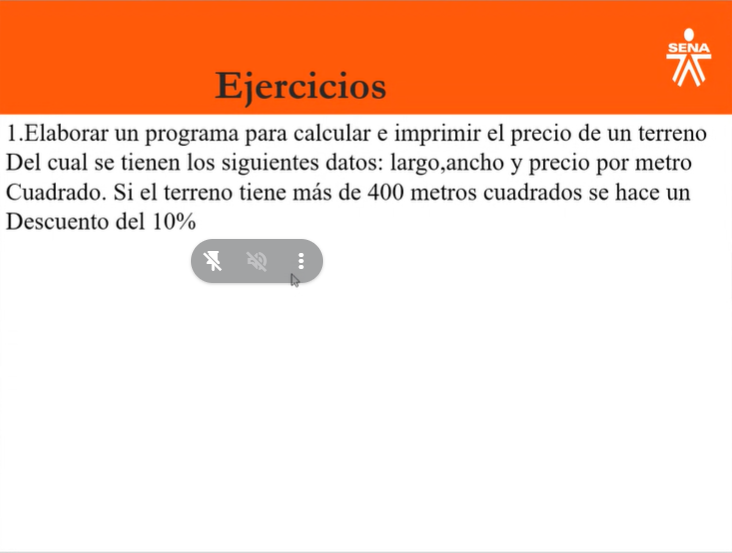 SENA
Ejercicios
1.Elaborar un programa para calcular e imprimir el precio de un terreno
Del cual se tienen los siguientes datos: largo,ancho y precio por metro
Cuadrado. Si el terreno tiene más de 400 metros cuadrados se hace un
Descuento del 10%